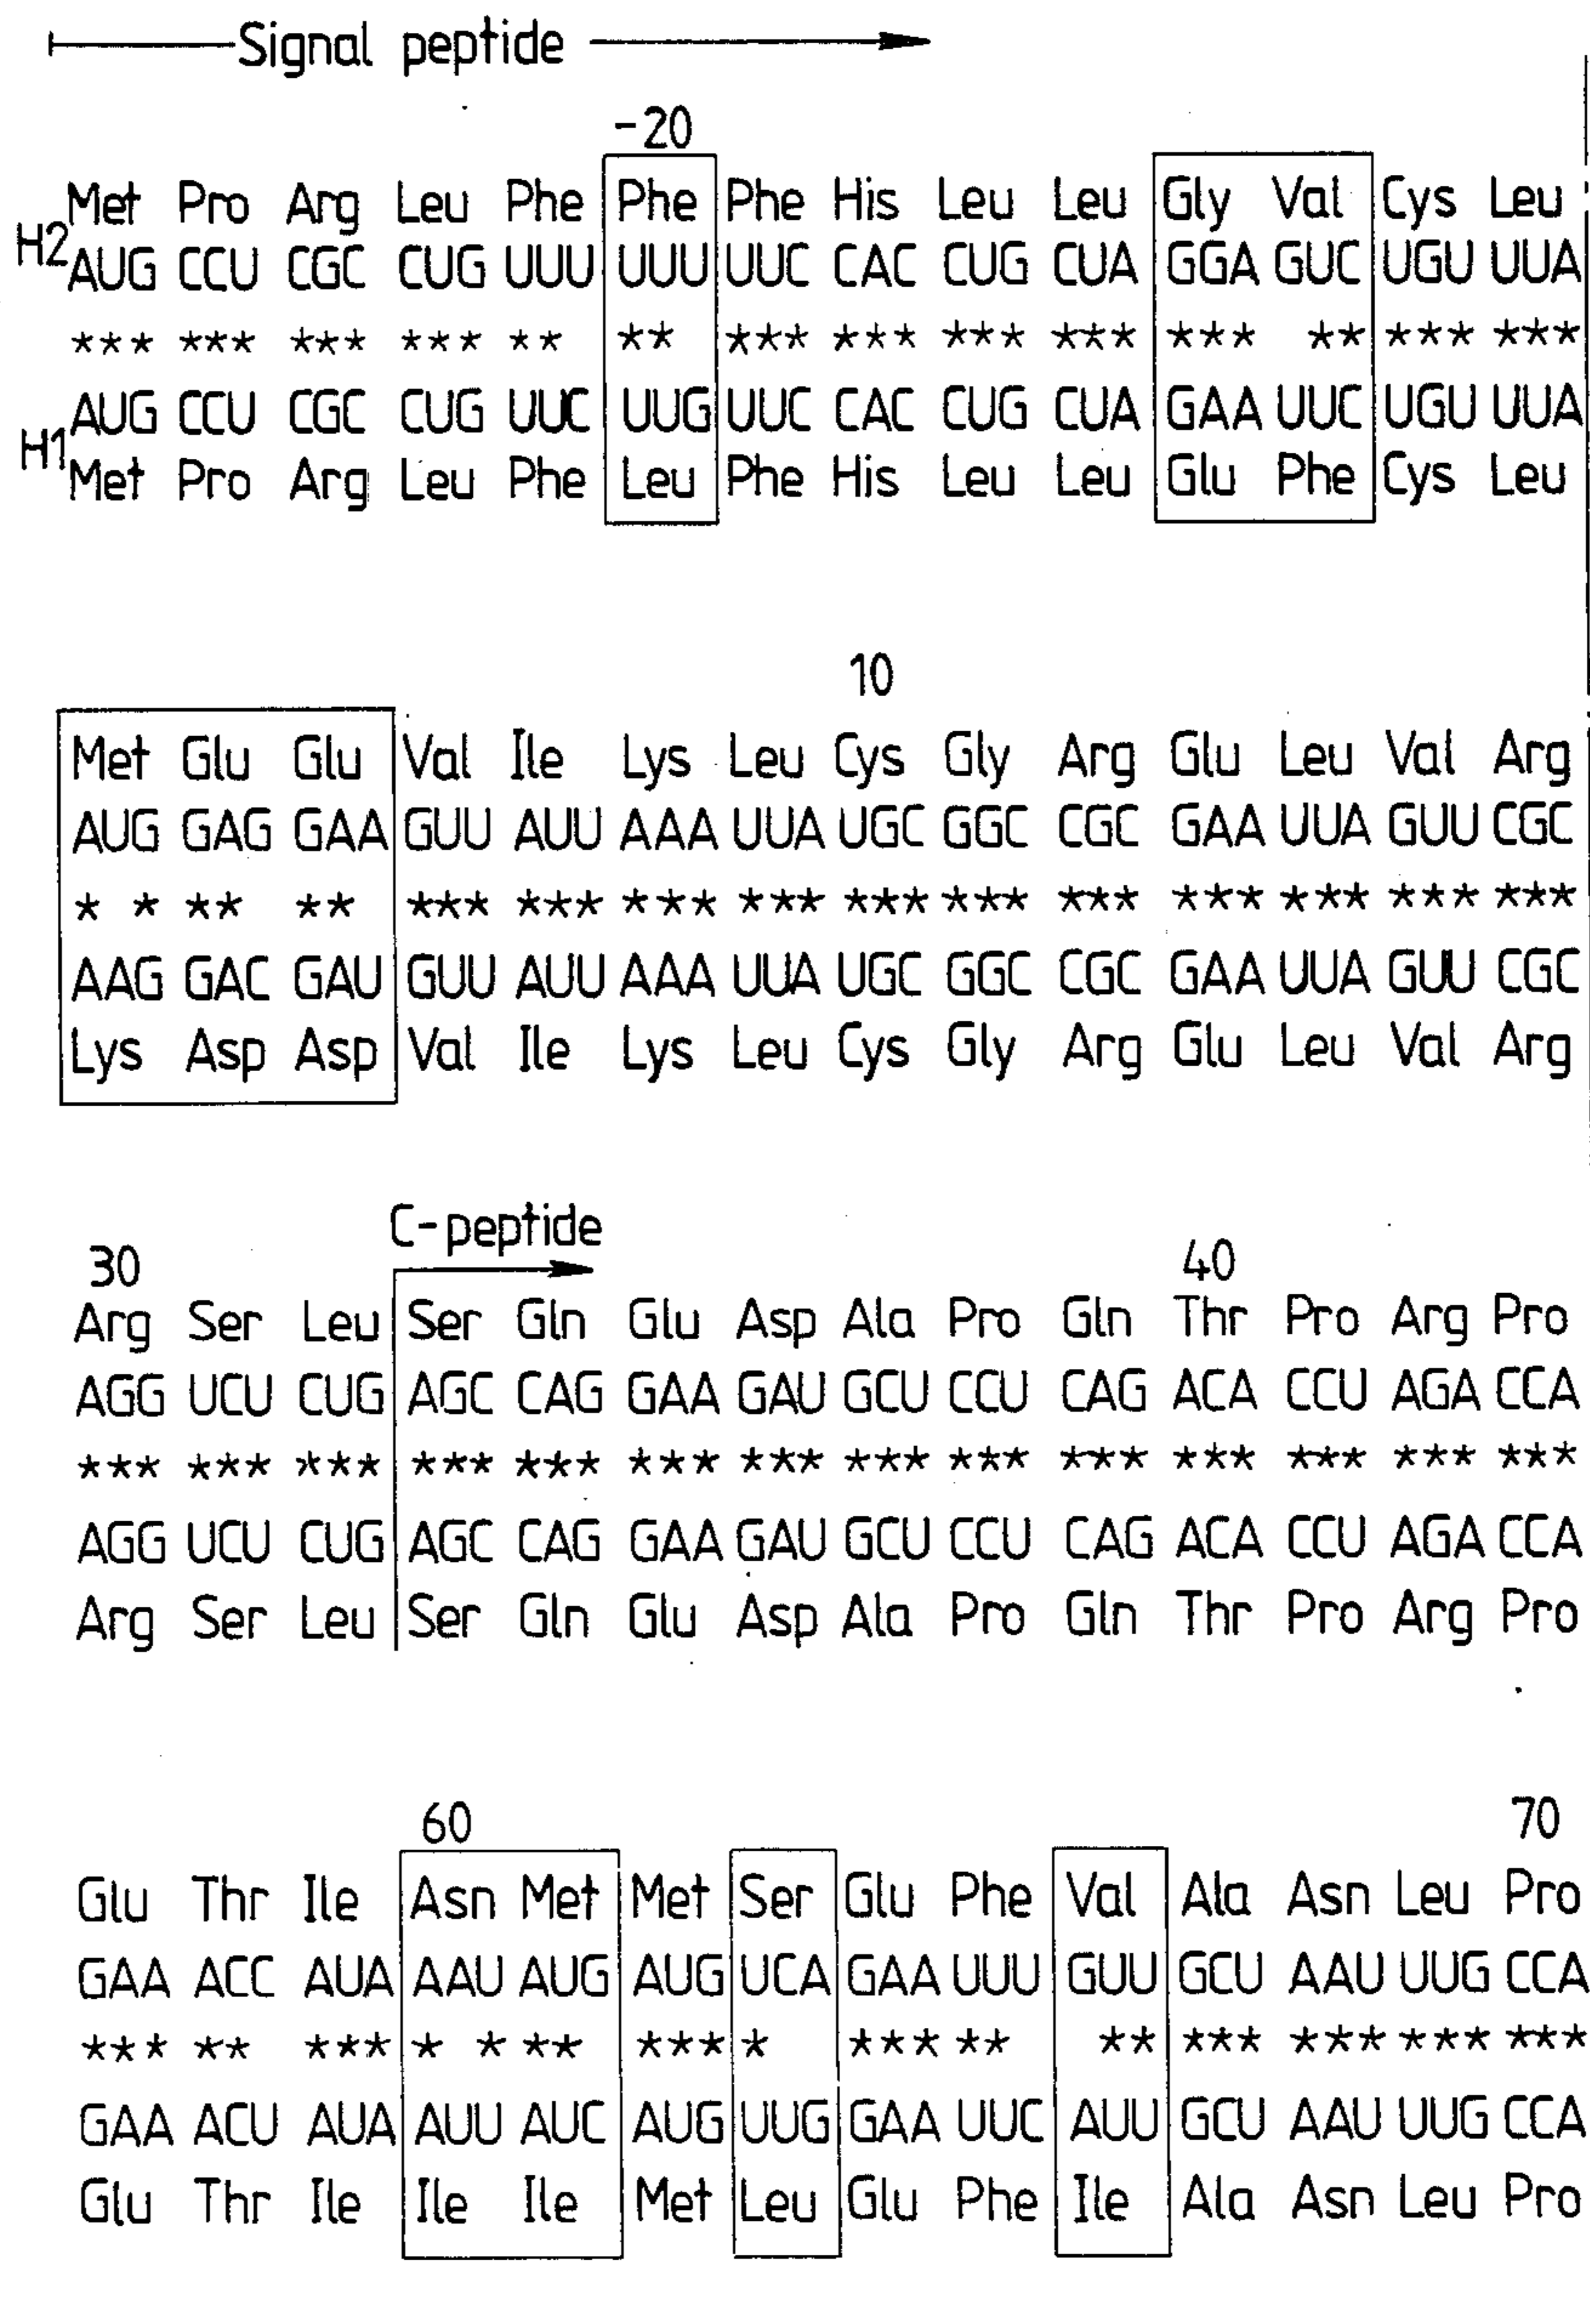 Signal peptide
-20
Met Pro Arg Leu Phe Phe Phe His Leu Leu Gly Val Cys Leu
H2 AUG CCU CGC CUG UUU UUU UUC CAC CUG CUA GGA GUC UGU UUA
*** *** *** *** ** ** *** *** *** *** *** ** *** ***
AUG CCU CGC CUG UUC UUG UUC CAC CUG CUA GAA UUC UGU UUA
H1 Met Pro Arg Leu Phe Leu Phe His Leu Leu Glu Phe Cys Leu
10
Met Glu Glu Val Ile Lys Leu Cys Gly Arg Glu Leu Val Arg
AUG GAG GAA GUU AUU AAA UUA UGC GGC CGC GAA UUA GUU CGC
* * ** ** *** *** *** *** *** *** *** *** *** *** ***
AAG GAC GAU GUU AUU AAA UUA UGC GGC CGC GAA UUA GUU CGC
Lys Asp Asp Val Ile Lys Leu Cys Gly Arg Glu Leu Val Arg
C-peptide
30 40
Arg Ser Leu Ser Gln Glu Asp Ala Pro Gln Thr Pro Arg Pro
AGG UCU CUG AGC CAG GAA GAU GCU CCU CAG ACA CCU AGA CCA
*** *** *** *** *** *** *** *** *** *** *** *** *** ***
AGG UCU CUG AGC CAG GAA GAU GCU CCU CAG ACA CCU AGA CCA
Arg Ser Leu Ser Gln Glu Asp Ala Pro Gln Thr Pro Arg Pro
60 70
Glu Thr Ile Asn Met Met Ser Glu Phe Val Ala Asn Leu Pro
GAA ACC AUA AAU AUG AUG UCA GAA UUU GUU GCU AAU UUG CCA
*** ** *** * * ** *** * *** ** ** *** *** *** ***
GAA ACU AUA AUU AUC AUG UUG GAA UUC AUU GCU AAU UUG CCA
Glu Thr Ile Ile Ile Met Leu Glu Phe Ile Ala Asn Leu Pro